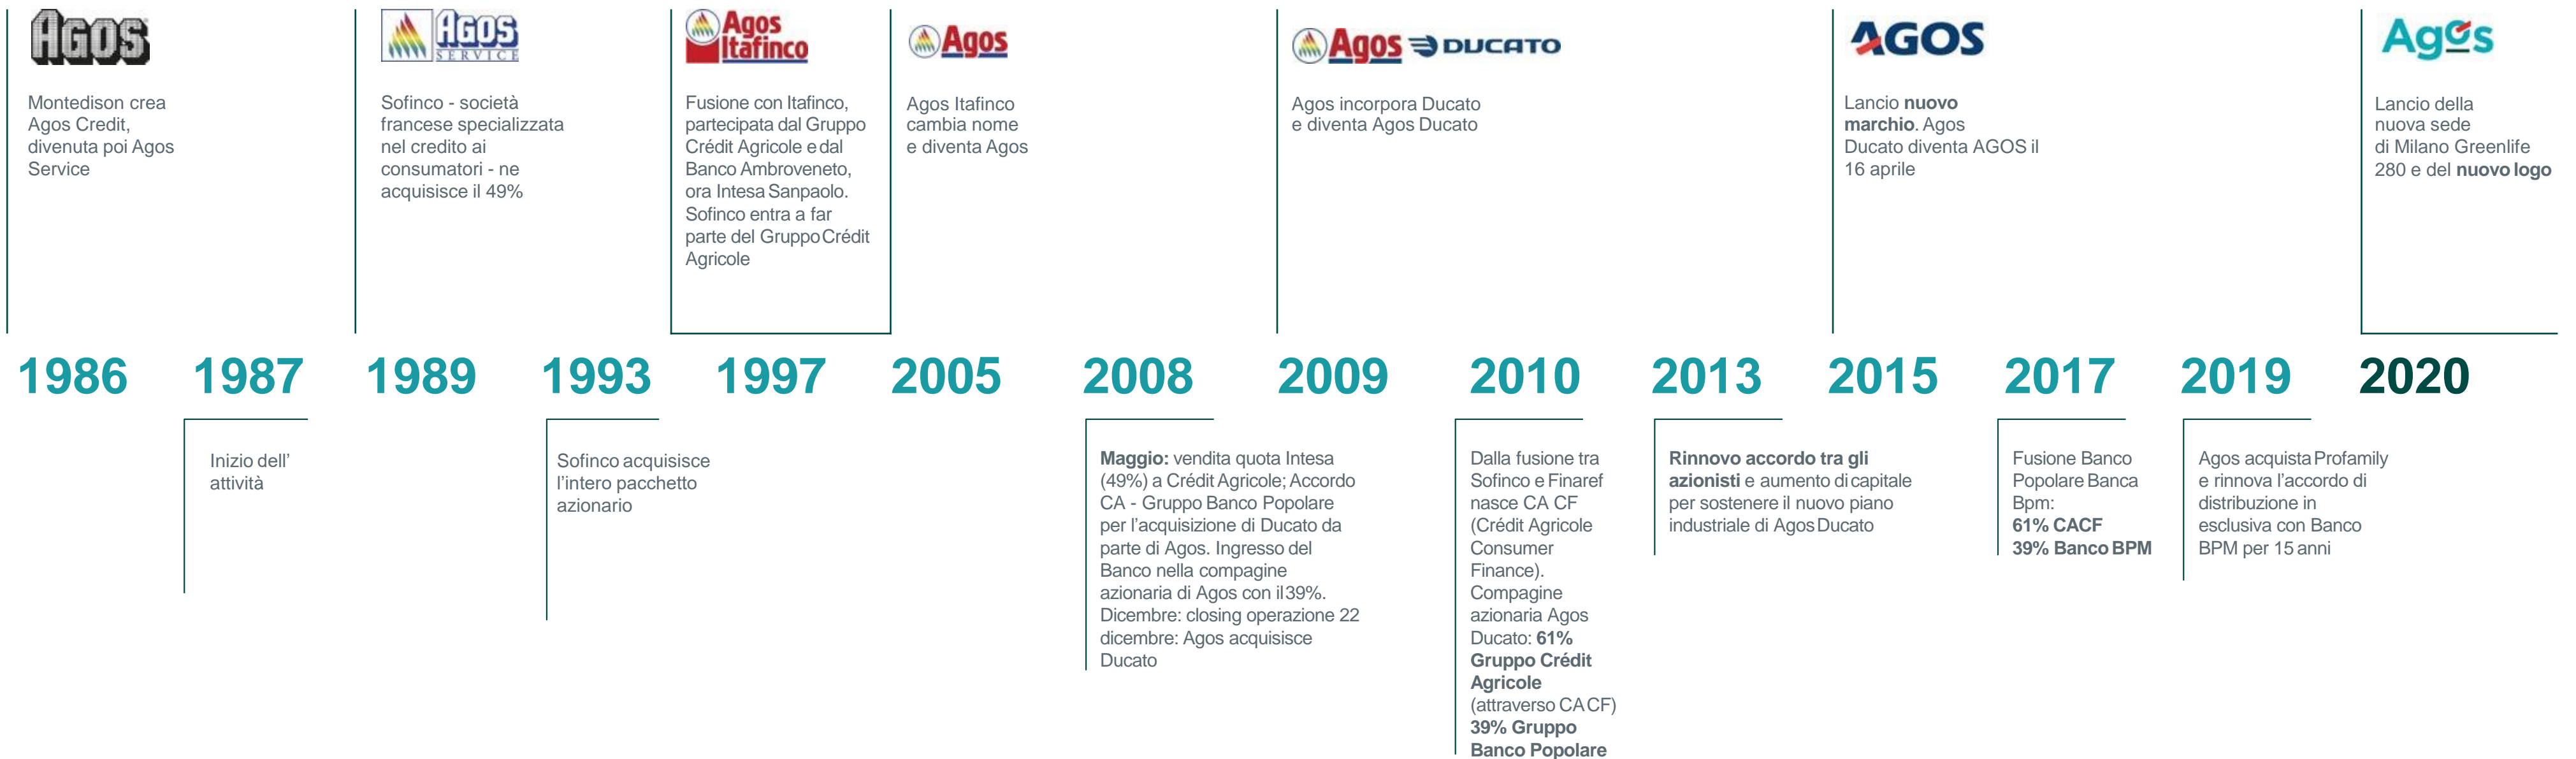 AGOS
Montedison crea
Agos Credit,
divenuta poi Agos
Service
AGOS
SERVICE
Sofinco - società
francese specializzata
nel credito ai
consumatori - ne
acquisisce il 49%
Agos
Itafinco
Fusione con Itafinco,
partecipata dal Gruppo
Crédit Agricole e dal
Banco Ambroveneto,
ora Intesa Sanpaolo.
Sofinco entra a far
parte del Gruppo Crédit
Agricole
Agos
Agos Itafinco
cambia nome
e diventa Agos
Agos DUCATO
Agos incorpora Ducato
e diventa Agos Ducato
AGOS
Lancio nuovo
marchio. Agos
Ducato diventa AGOS il
16 aprile
Agos
Lancio della
nuova sede
di Milano Greenlife
280 e del nuovo logo
1986 1987 1989 1993 1997 2005 2008 2009 2010 2013 2015 2017 2019 2020
Inizio dell’
attività
Sofinco acquisisce
l’intero pacchetto
azionario
Maggio: vendita quota Intesa
(49%) a Crédit Agricole; Accordo
CA - Gruppo Banco Popolare
per l’acquisizione di Ducato da
parte di Agos. Ingresso del
Banco nella compagine
azionaria di Agos con il 39%.
Dicembre: closing operazione 22
dicembre: Agos acquisisce
Ducato
Dalla fusione tra
Sofinco e Finaref
nasce CA CF
(Crédit Agricole
Consumer
Finance).
Compagine
azionaria Agos
Ducato: 61%
Gruppo Crédit
Agricole
(attraverso CA CF)
39% Gruppo
Banco Popolare
Rinnovo accordo tra gli
azionisti e aumento di capitale
per sostenere il nuovo piano
industriale di Agos Ducato
Fusione Banco
Popolare Banca
Bpm:
61% CACF
39% Banco BPM
Agos acquista Profamily
e rinnova l’accordo di
distribuzione in
esclusiva con Banco
BPM per 15 anni